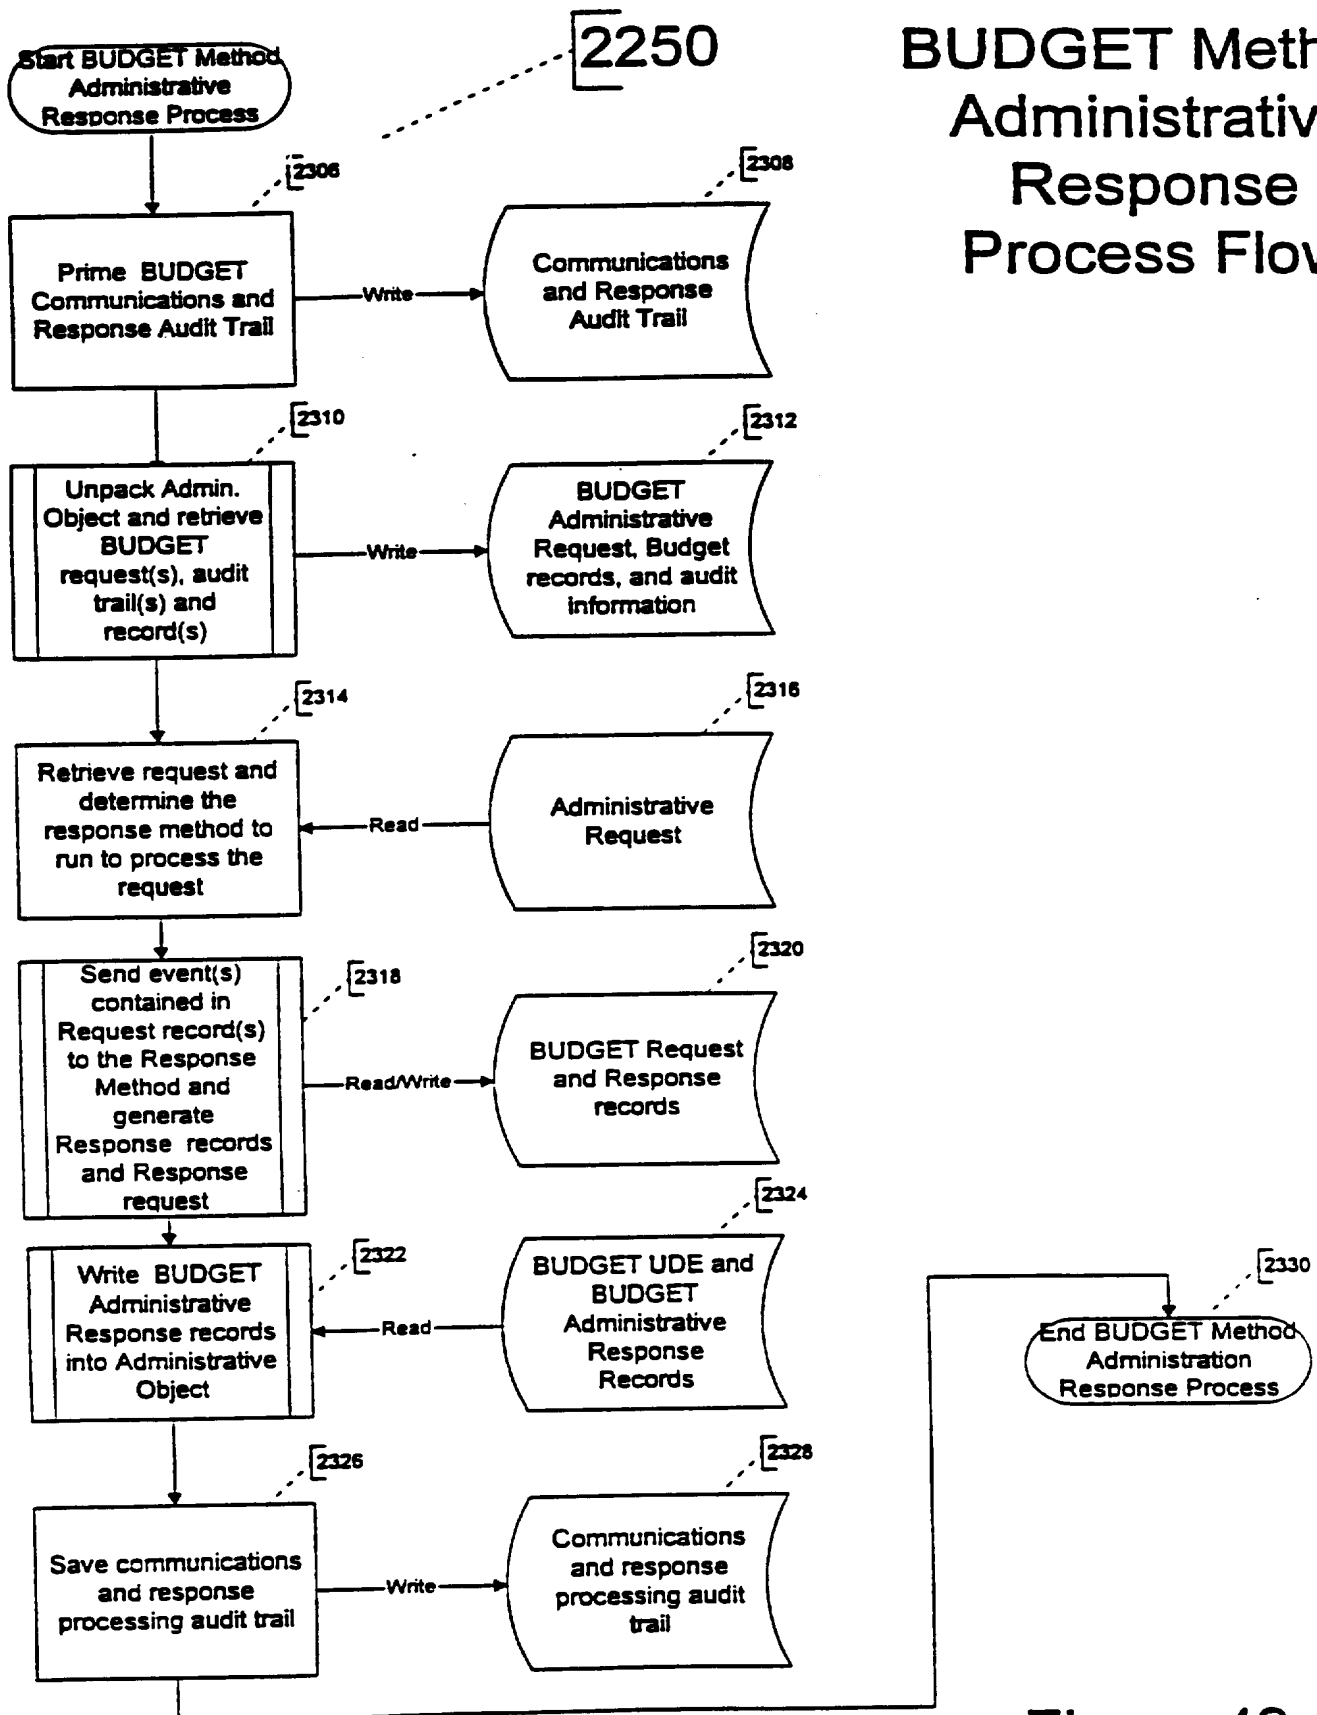 2250
BUDGET Meth
Administrativ
Response
Process Flow
Start BUDGET Method
Administrative
Response Process
2306
Prime BUDGET
Communications and
Response Audit Trail
Write
2308
Communications
and Response
Audit Trail
2310
Unpack Admin.
Object and retrieve
BUDGET
request(s), audit
trail(s) and
record(s)
Write
2312
BUDGET
Administrative
Request, Budget
records, and audit
information
2314
Retrieve request and
determine the
response method to
run to process the
request
Read
2316
Administrative
Request
2318
Send event(s)
contained in
Request record(s)
to the Response
Method and
generate
Response records
and Response
request
Read/Write
2320
BUDGET Request
and Response
records
2322
Write BUDGET
Administrative
Response records
into Administrative
Object
Read
2324
BUDGET UDE and
BUDGET
Administrative
Response
Records
2326
Save communications
and response
processing audit trail
Write
2328
Communications
and response
processing audit
trail
2330
End BUDGET Method
Administration
Response Process